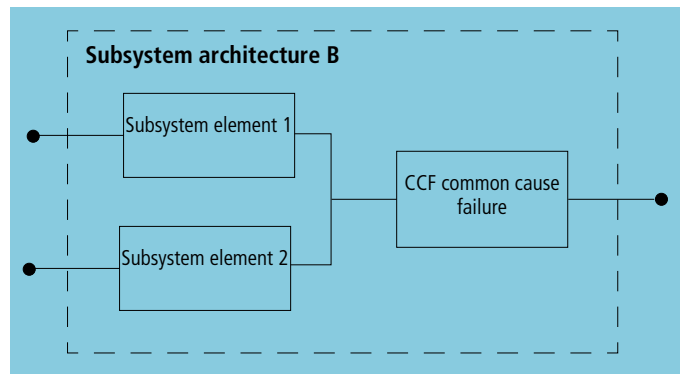 Subsystem architecture B
Subsystem element 1
CCF common cause
failure
Subsystem element 2